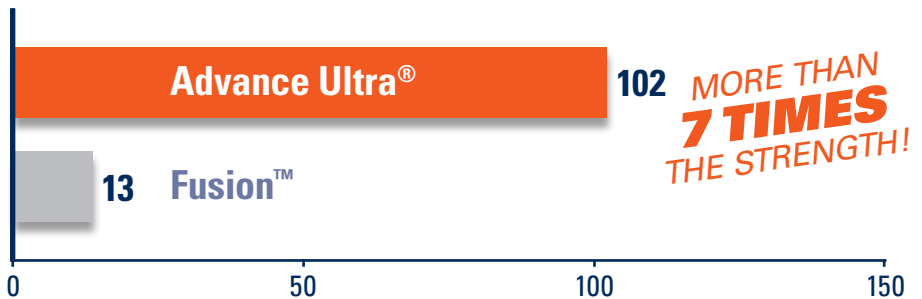 Advance Ultra®
102
MORE THAN
7 TIMES
THE STRENGTH!
13
Fusion™
0
50
100
150